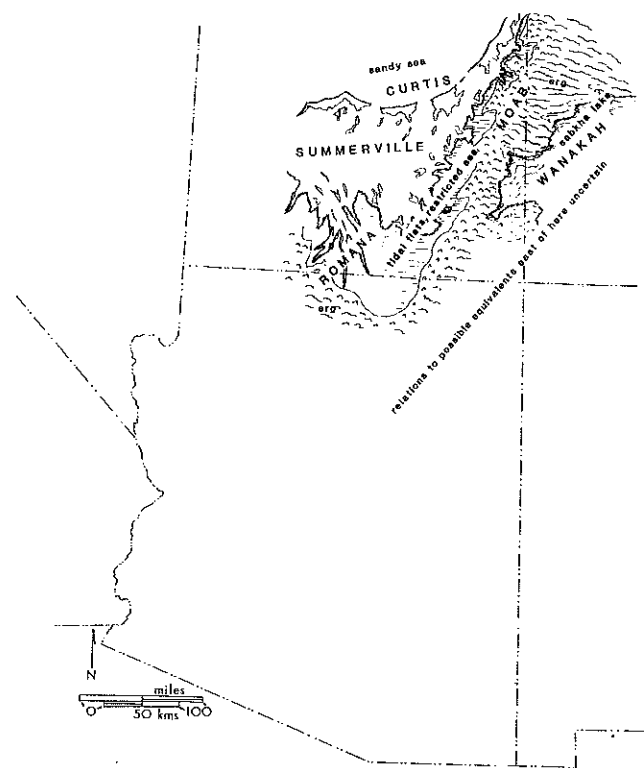 sandy sea
CURTIS
erg
SUMMERVILLE
MOAB
sabkha lake
WANAKAH
tidal flats, restricted sea
ROMANA
erg
relations to possible equivalents east of here uncertain
N
miles
0 50 kms 100